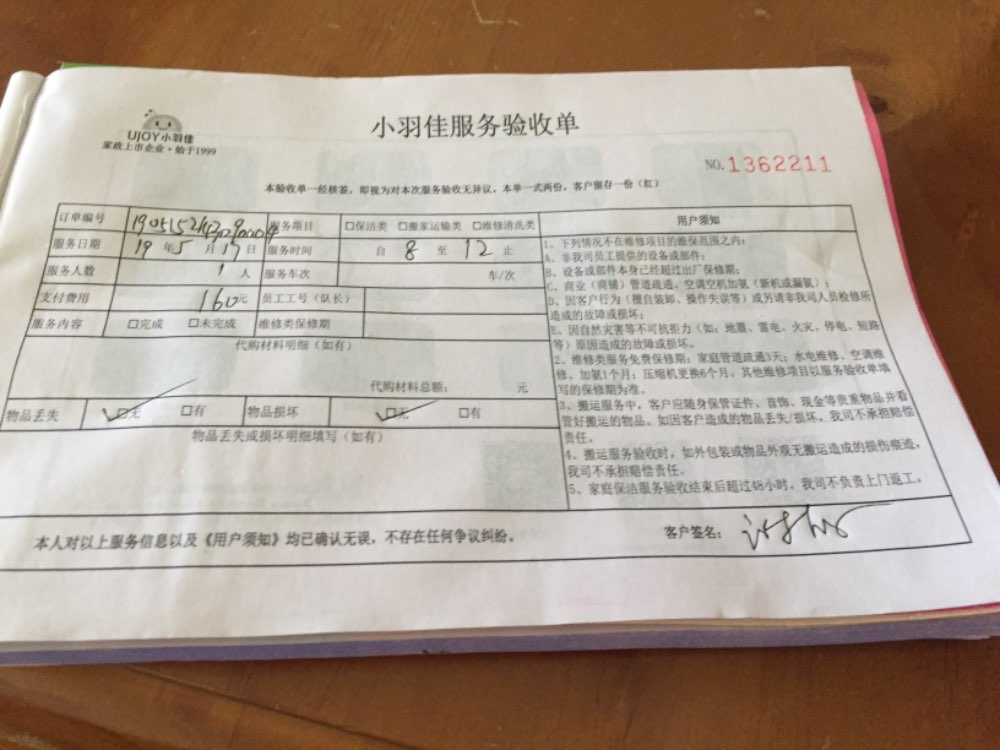 UJOY小羽佳
家政上市企业·始于1999
小羽佳服务验收单
NO.1362211
本验收单一经核签，即视为对本次服务验收无异议，本单一式两份，客户留存一份（红）
订单编号 服务项目 □保洁类 □搬家运输类 □维修清洗类
服务日期 19年5月17日 服务时间 自 8 至 12 止
服务人数 1人 服务车次 车/次
支付费用 160元 员工工号（队长）
服务内容 □完成 □未完成 维修类保修期
代购材料明细（如有）
代购材料总额： 元
物品丢失 □无 □有 物品损坏 □无 □有
物品丢失或损坏明细填写（如有）
用户须知
1、下列情况不在维修项目的维保范围之内：
A、非我司员工提供的设备或部件；
B、设备或部件本身已经超过出厂保修期；
C、商业（商铺）管道疏通、空调空机加氨（新机或漏氨）；
D、因客户行为（擅自装卸、操作失误等）或另请非我司人员检修所
造成的故障或损坏；
E、因自然灾害等不可抗拒力（如：地震、雷电、火灾、停电、短路
等）原因造成的故障或损坏。
2、维修类服务免费保修期：家庭管道疏通3天；水电维修、空调维
修、加氨1个月；压缩机更换6个月。其他维修项目以服务验收单填
写的保修期为准。
3、搬运服务中，客户应随身保管证件、首饰、现金等贵重物品并看
管好搬运的物品。如因客户造成的物品丢失/损坏，我司不承担赔偿
责任。
4、搬运服务验收时，如外包装或物品外观无搬运造成的损伤痕迹，
我司不承担赔偿责任。
5、家庭保洁服务验收结束后超过48小时，我司不负责上门返工。
本人对以上服务信息以及《用户须知》均已确认无误，不存在任何争议纠纷。
客户签名：